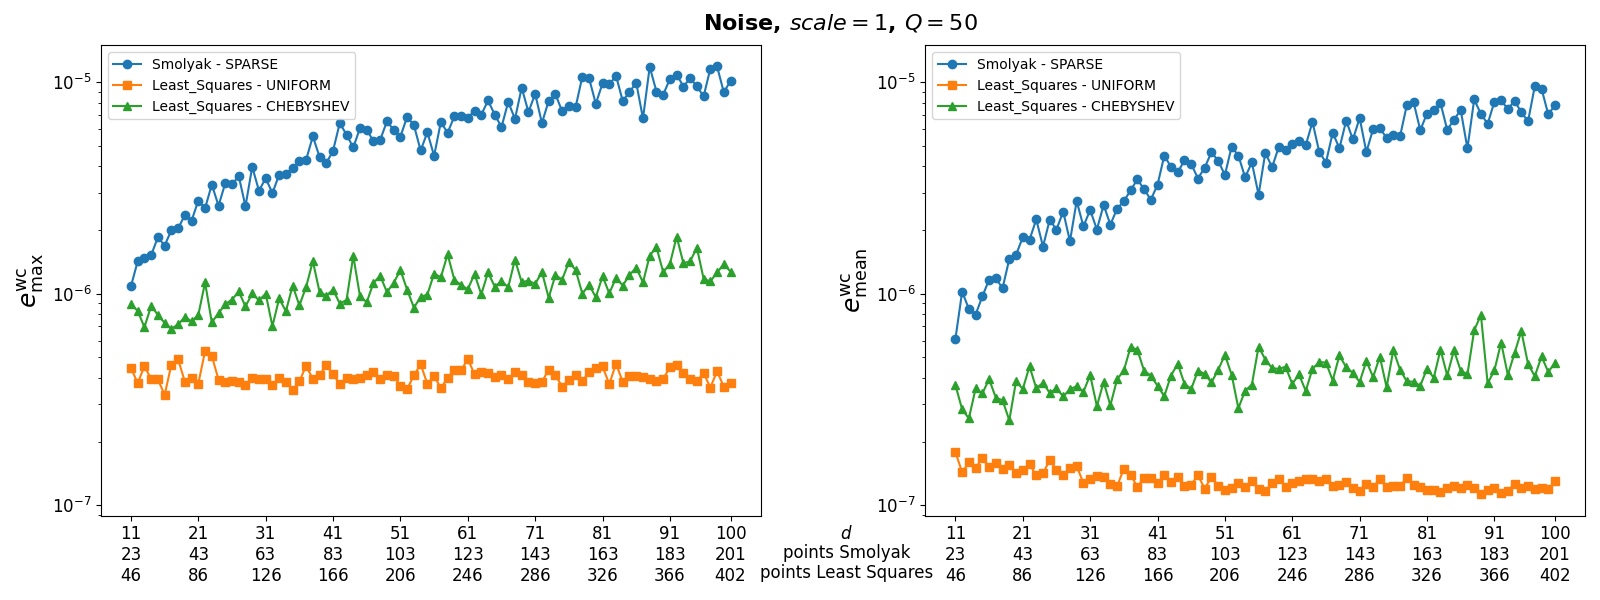 Noise, scale = 1, Q = 50
Smolyak - SPARSE
Least_Squares - UNIFORM
Least_Squares - CHEBYSHEV
10⁻⁵
10⁻⁶
10⁻⁷
e^wc_max
11 21 31 41 51 61 71 81 91 100
23 43 63 83 103 123 143 163 183 201
46 86 126 166 206 246 286 326 366 402
d
points Smolyak
points Least Squares
Smolyak - SPARSE
Least_Squares - UNIFORM
Least_Squares - CHEBYSHEV
10⁻⁵
10⁻⁶
10⁻⁷
e^wc_mean
11 21 31 41 51 61 71 81 91 100
23 43 63 83 103 123 143 163 183 201
46 86 126 166 206 246 286 326 366 402